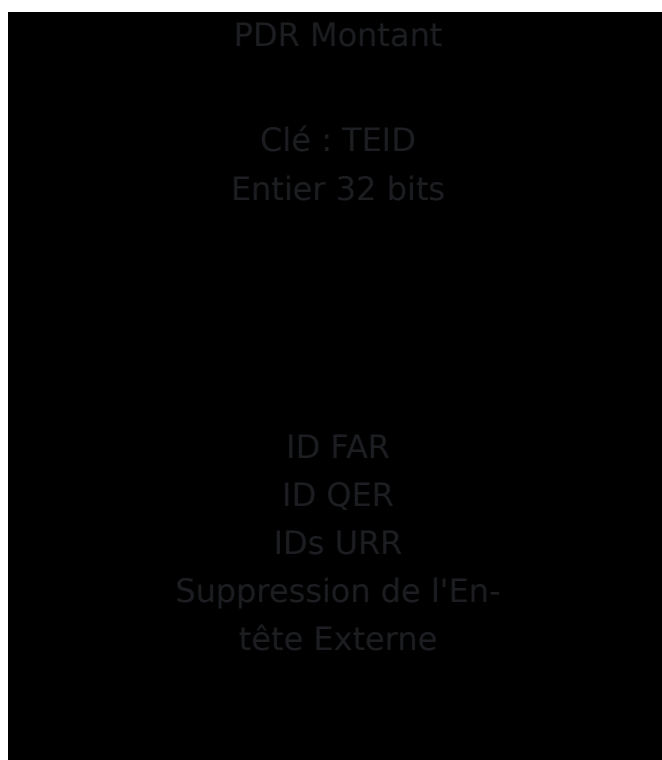 PDR Montant
Clé : TEID
Entier 32 bits
ID FAR
ID QER
IDs URR
Suppression de l'En-
tête Externe